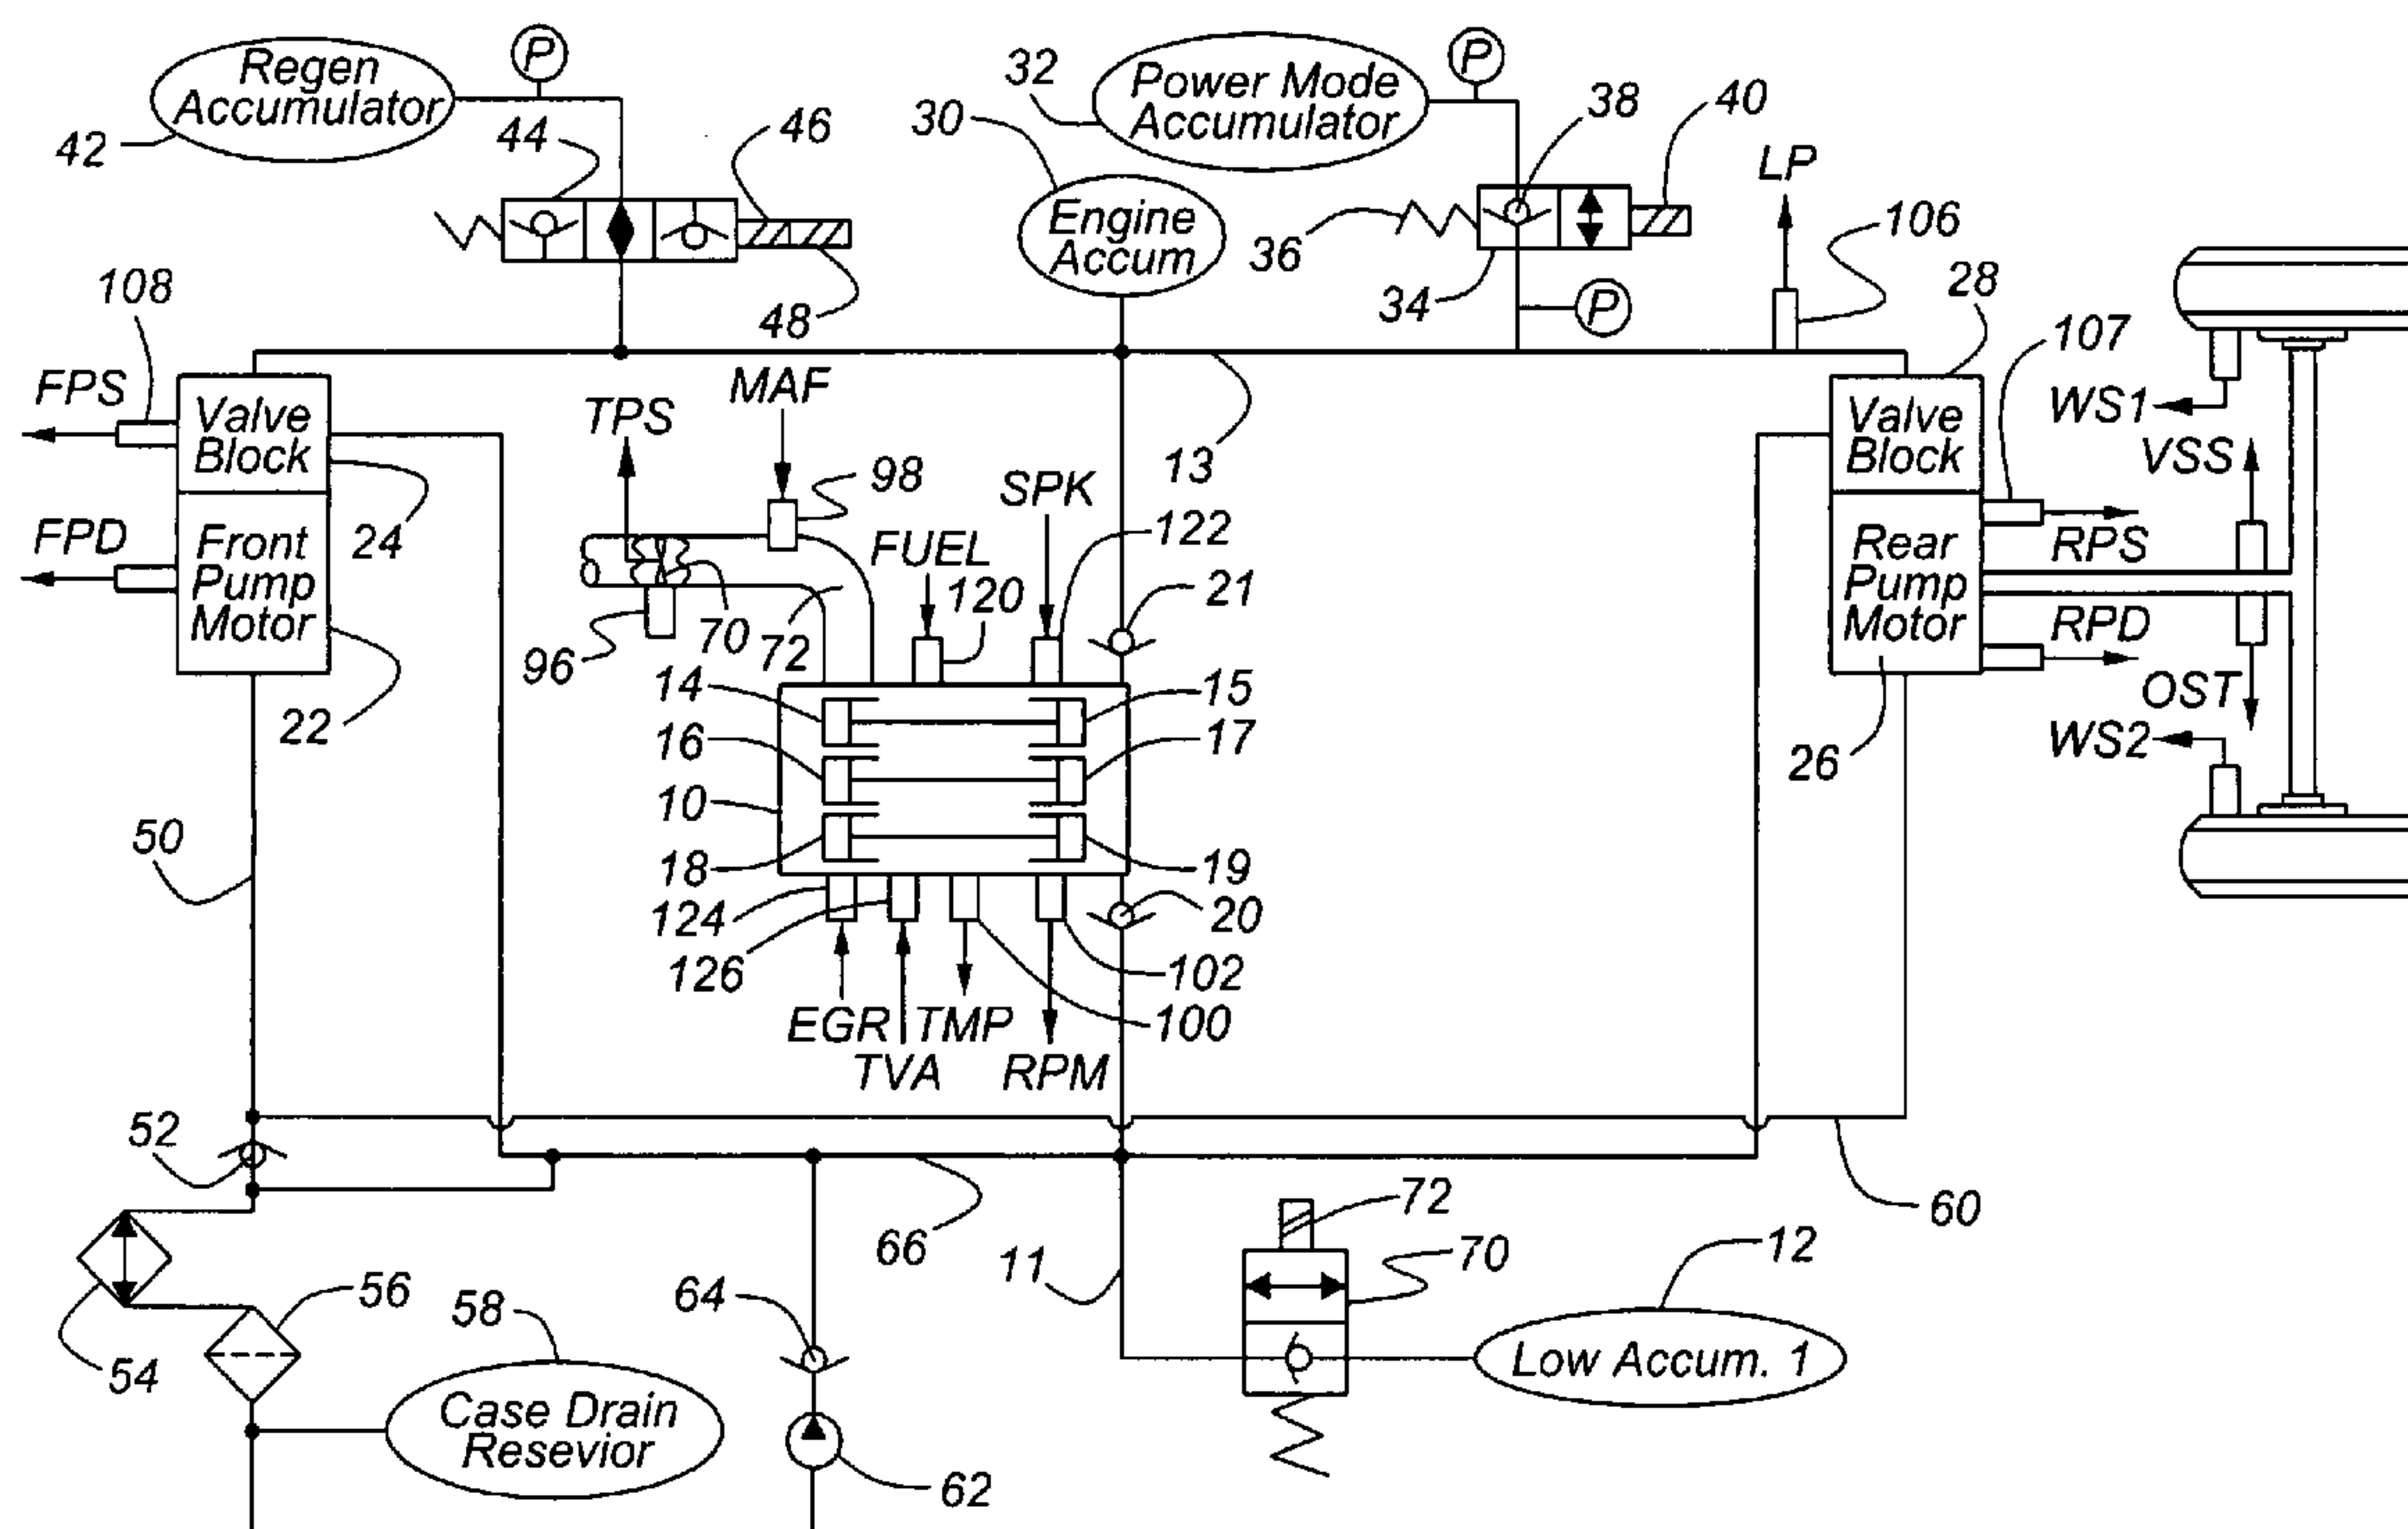 P
P
Regen
Accumulator
42
44
46
48
32
Power Mode
Accumulator
38
40
30
Engine
Accum
36
34
P
LP
106
28
107
108
FPS
Valve
Block
24
FPD
Front
Pump
Motor
22
TPS
MAF
98
FUEL
120
SPK
122
13
21
96
70
72
Valve
Block
WS1
VSS
RPS
Rear
Pump
Motor
RPD
OST
WS2
26
14
15
16
17
10
18
19
124
126
20
102
100
EGR
TMP
TVA
RPM
50
52
66
60
11
72
70
12
Low Accum. 1
54
56
58
Case Drain
Resevior
64
62